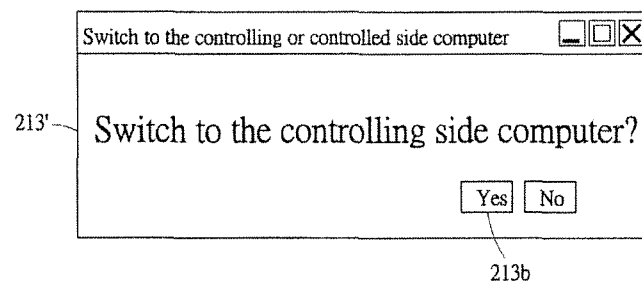 Switch to the controlling or controlled side computer
213'
Switch to the controlling side computer?
Yes No
213b